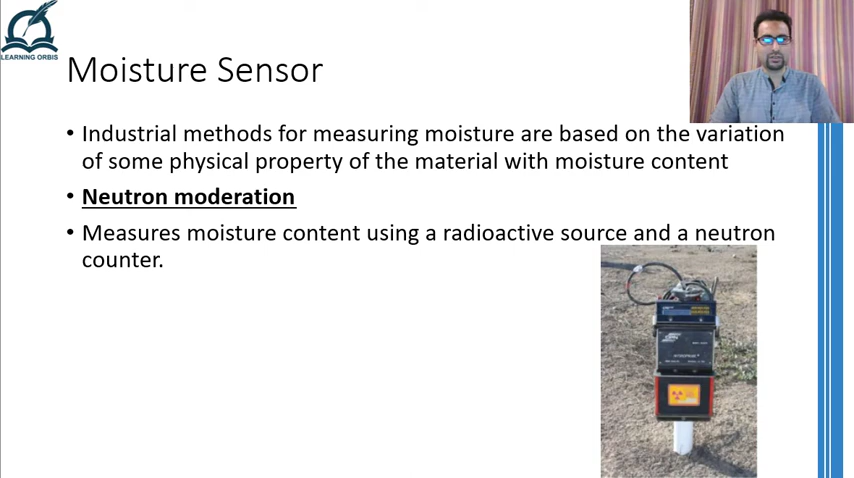 LEARNING ORBIS
Moisture Sensor
• Industrial methods for measuring moisture are based on the variation
of some physical property of the material with moisture content
• Neutron moderation
• Measures moisture content using a radioactive source and a neutron
counter.